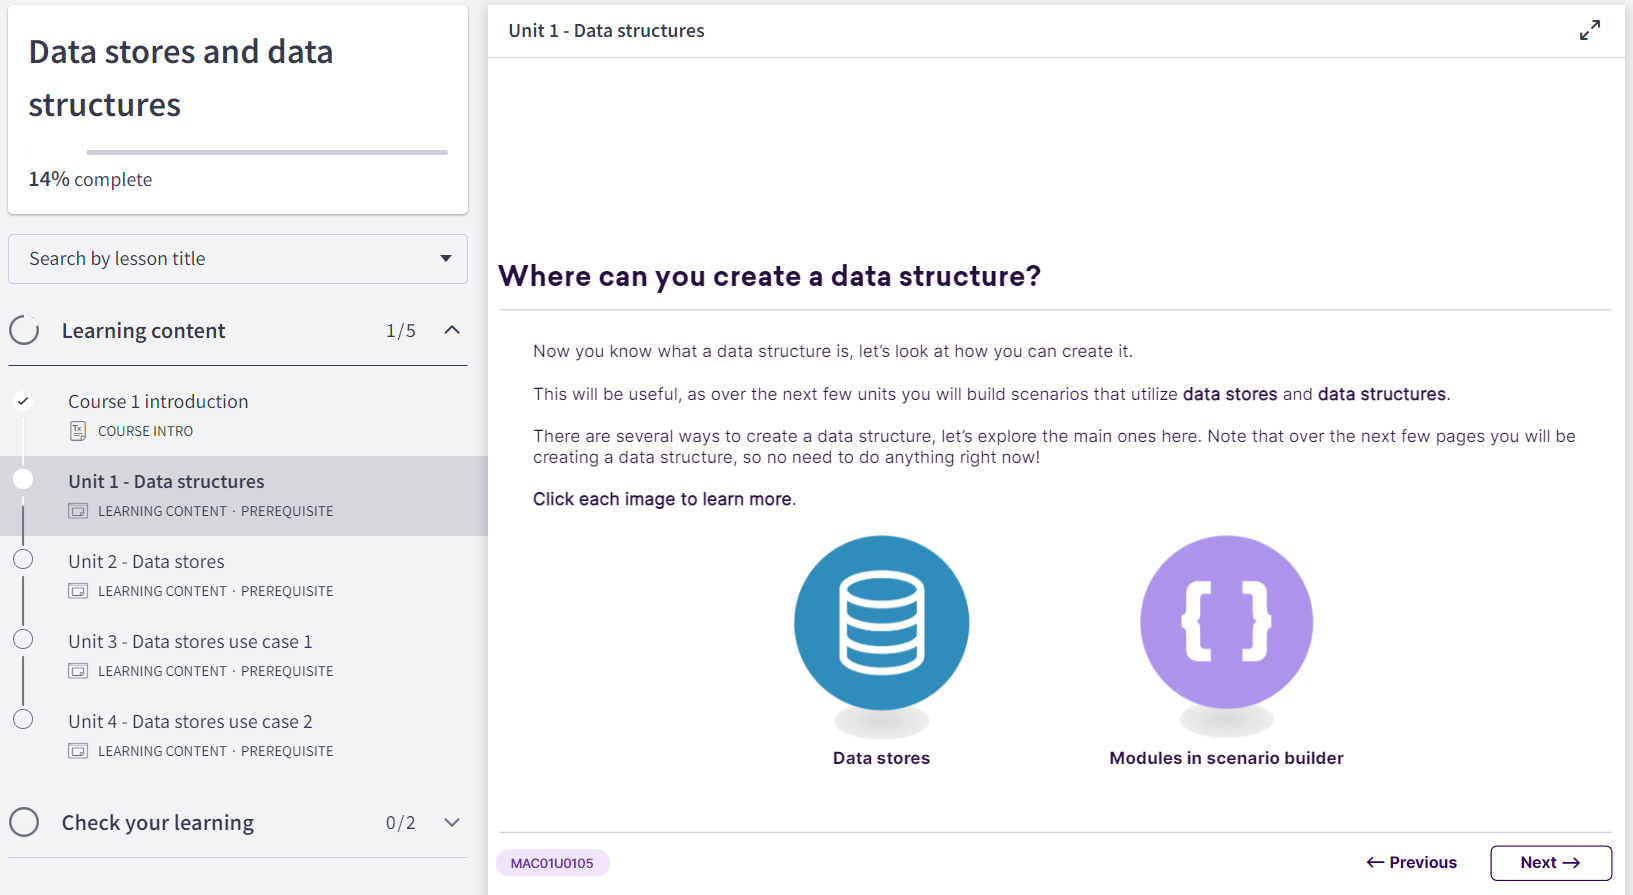 Data stores and data
structures
14% complete
Search by lesson title
Learning content 1/5
Course 1 introduction
Tx COURSE INTRO
Unit 1 - Data structures
LEARNING CONTENT · PREREQUISITE
Unit 2 - Data stores
LEARNING CONTENT · PREREQUISITE
Unit 3 - Data stores use case 1
LEARNING CONTENT · PREREQUISITE
Unit 4 - Data stores use case 2
LEARNING CONTENT · PREREQUISITE
Check your learning 0/2
Unit 1 - Data structures
Where can you create a data structure?
Now you know what a data structure is, let’s look at how you can create it.
This will be useful, as over the next few units you will build scenarios that utilize data stores and data structures.
There are several ways to create a data structure, let’s explore the main ones here. Note that over the next few pages you will be
creating a data structure, so no need to do anything right now!
Click each image to learn more.
{ }
Data stores
Modules in scenario builder
MAC01U0105
← Previous
Next →